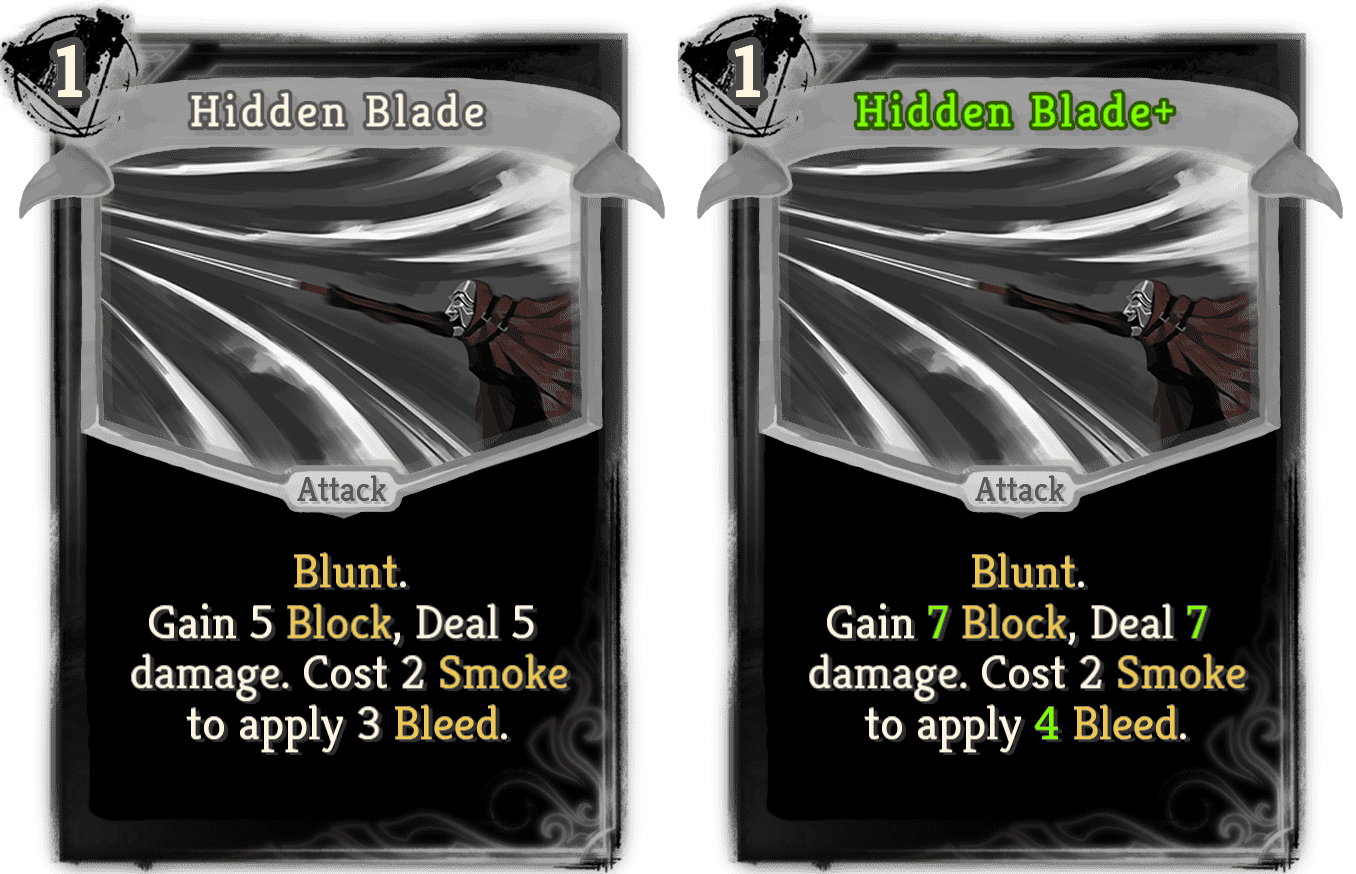 1
Hidden Blade
Attack
Blunt.
Gain 5 Block, Deal 5
damage. Cost 2 Smoke
to apply 3 Bleed.
1
Hidden Blade+
Attack
Blunt.
Gain 7 Block, Deal 7
damage. Cost 2 Smoke
to apply 4 Bleed.